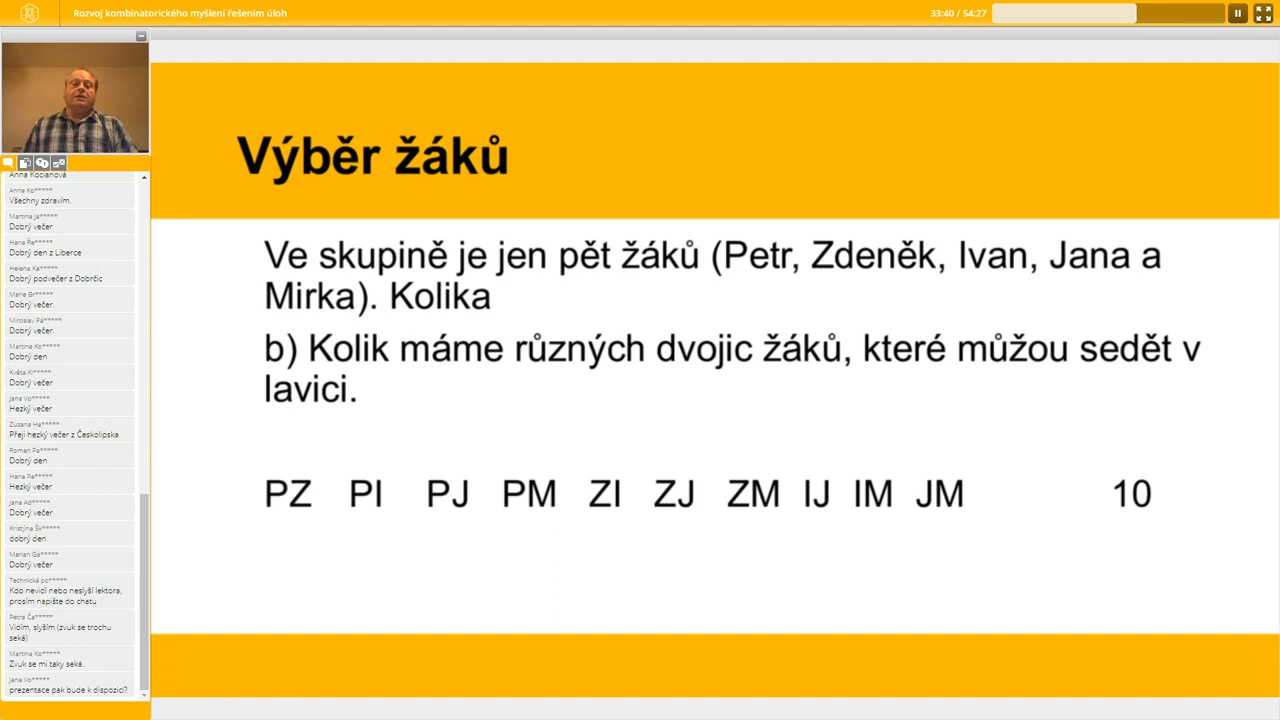 Rozvoj kombinatorického myšlení řešením úloh
33:40 / 54:27
Anna Kocianová
Anna Ko*****
Všechny zdravím.
Martina Ja*****
Dobrý večer
Hana Ře*****
Dobrý den z Liberce
Helena Ka*****
Dobrý podvečer z Dobrčic
Marie Br*****
Dobrý večer.
Miroslav Pá*****
Dobrý večer.
Martina Ko*****
Dobrý den
Květa Kl*****
Dobrý večer
Jana Vo*****
Hezký večer
Zuzana Ha*****
Přeji hezký večer z Českolipska
Roman Pa*****
Dobrý den
Hana Pa*****
Hezký večer
Jana Ad*****
Dobrý večer
Kristýna Šk*****
dobrý den
Marian Ga*****
Dobrý večer
Technická po*****
Kdo nevidí nebo neslyší lektora,
prosím napište do chatu
Petra Ča*****
Vidím, slyším (zvuk se trochu
seká)
Martina Ko*****
Zvuk se mi taky seká.
Jana Vo*****
prezentace pak bude k dispozici?
Výběr žáků
Ve skupině je jen pět žáků (Petr, Zdeněk, Ivan, Jana a
Mirka). Kolika
b) Kolik máme různých dvojic žáků, které můžou sedět v
lavici.
PZ PI PJ PM ZI ZJ ZM IJ IM JM 10